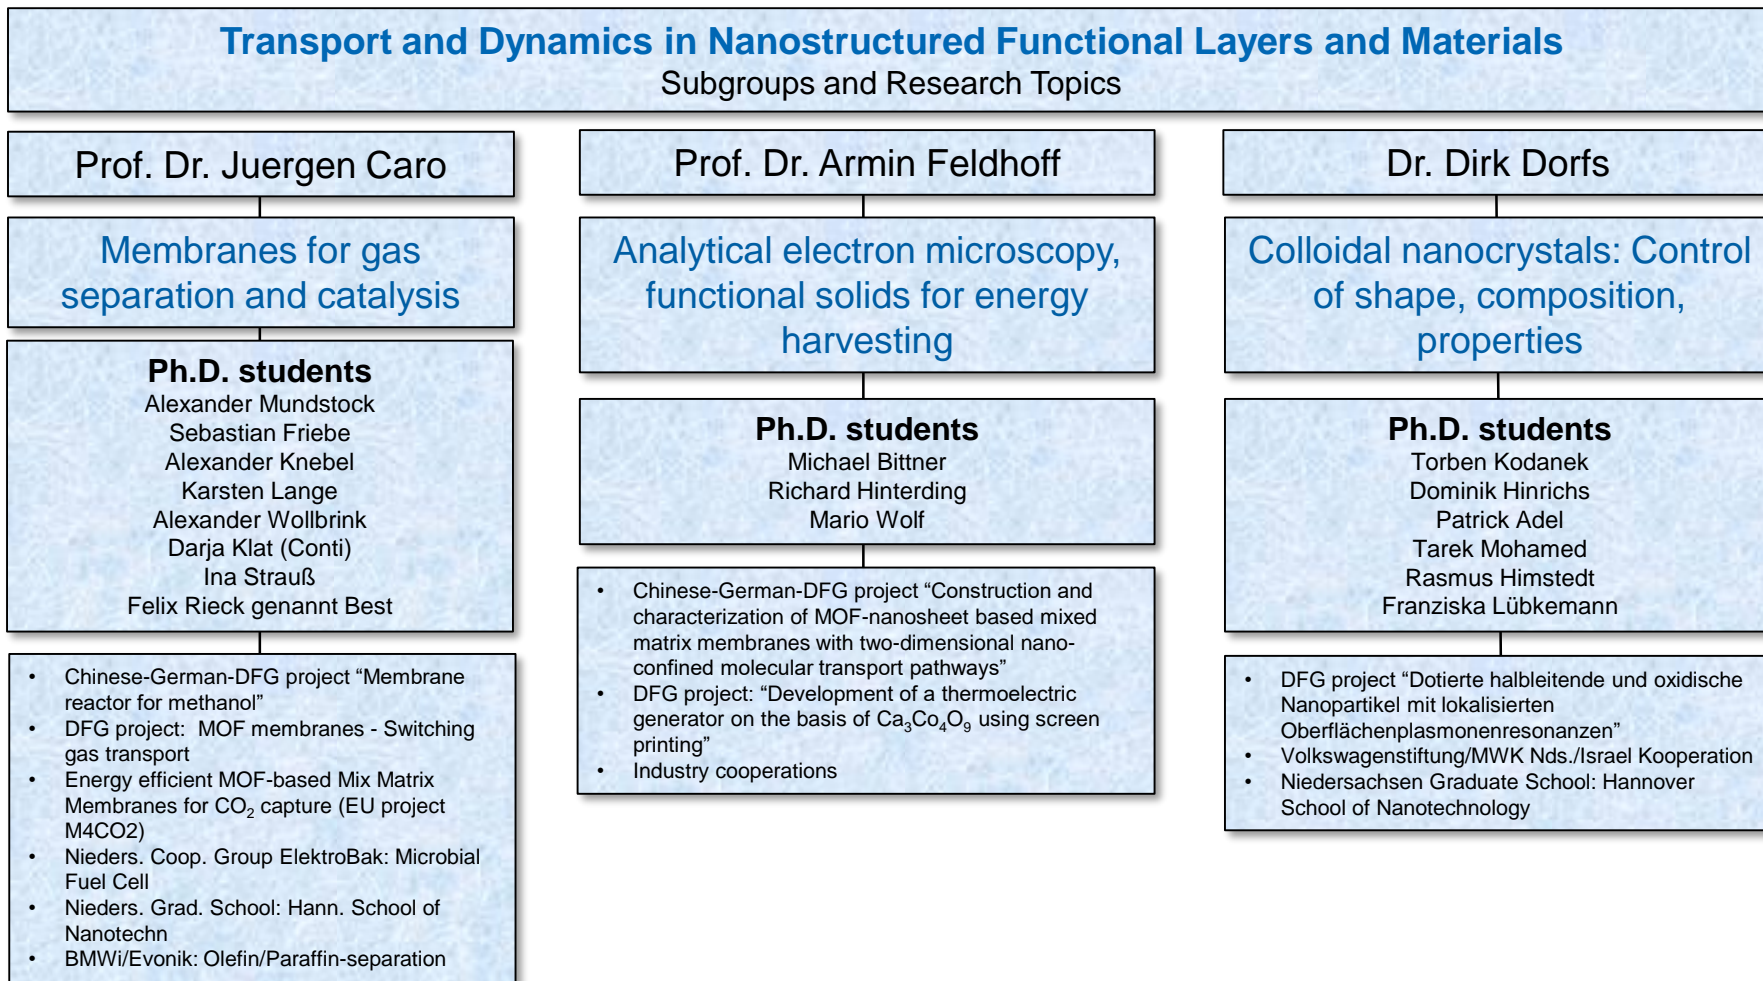 Transport and Dynamics in Nanostructured Functional Layers and Materials
Subgroups and Research Topics
Prof. Dr. Juergen Caro
Membranes for gas
separation and catalysis
Ph.D. students
Alexander Mundstock
Sebastian Friebe
Alexander Knebel
Karsten Lange
Alexander Wollbrink
Darja Klat (Conti)
Ina Strauß
Felix Rieck genannt Best
• Chinese-German-DFG project “Membrane
reactor for methanol”
• DFG project: MOF membranes - Switching
gas transport
• Energy efficient MOF-based Mix Matrix
Membranes for CO₂ capture (EU project
M4CO2)
• Nieders. Coop. Group ElektroBak: Microbial
Fuel Cell
• Nieders. Grad. School: Hann. School of
Nanotechn
• BMWi/Evonik: Olefin/Paraffin-separation
Prof. Dr. Armin Feldhoff
Analytical electron microscopy,
functional solids for energy
harvesting
Ph.D. students
Michael Bittner
Richard Hinterding
Mario Wolf
• Chinese-German-DFG project “Construction and
characterization of MOF-nanosheet based mixed
matrix membranes with two-dimensional nano-
confined molecular transport pathways”
• DFG project: “Development of a thermoelectric
generator on the basis of Ca₃Co₄O₉ using screen
printing”
• Industry cooperations
Dr. Dirk Dorfs
Colloidal nanocrystals: Control
of shape, composition,
properties
Ph.D. students
Torben Kodanek
Dominik Hinrichs
Patrick Adel
Tarek Mohamed
Rasmus Himstedt
Franziska Lübkemann
• DFG project “Dotierte halbleitende und oxidische
Nanopartikel mit lokalisierten
Oberflächenplasmonenresonanzen”
• Volkswagenstiftung/MWK Nds./Israel Kooperation
• Niedersachsen Graduate School: Hannover
School of Nanotechnology